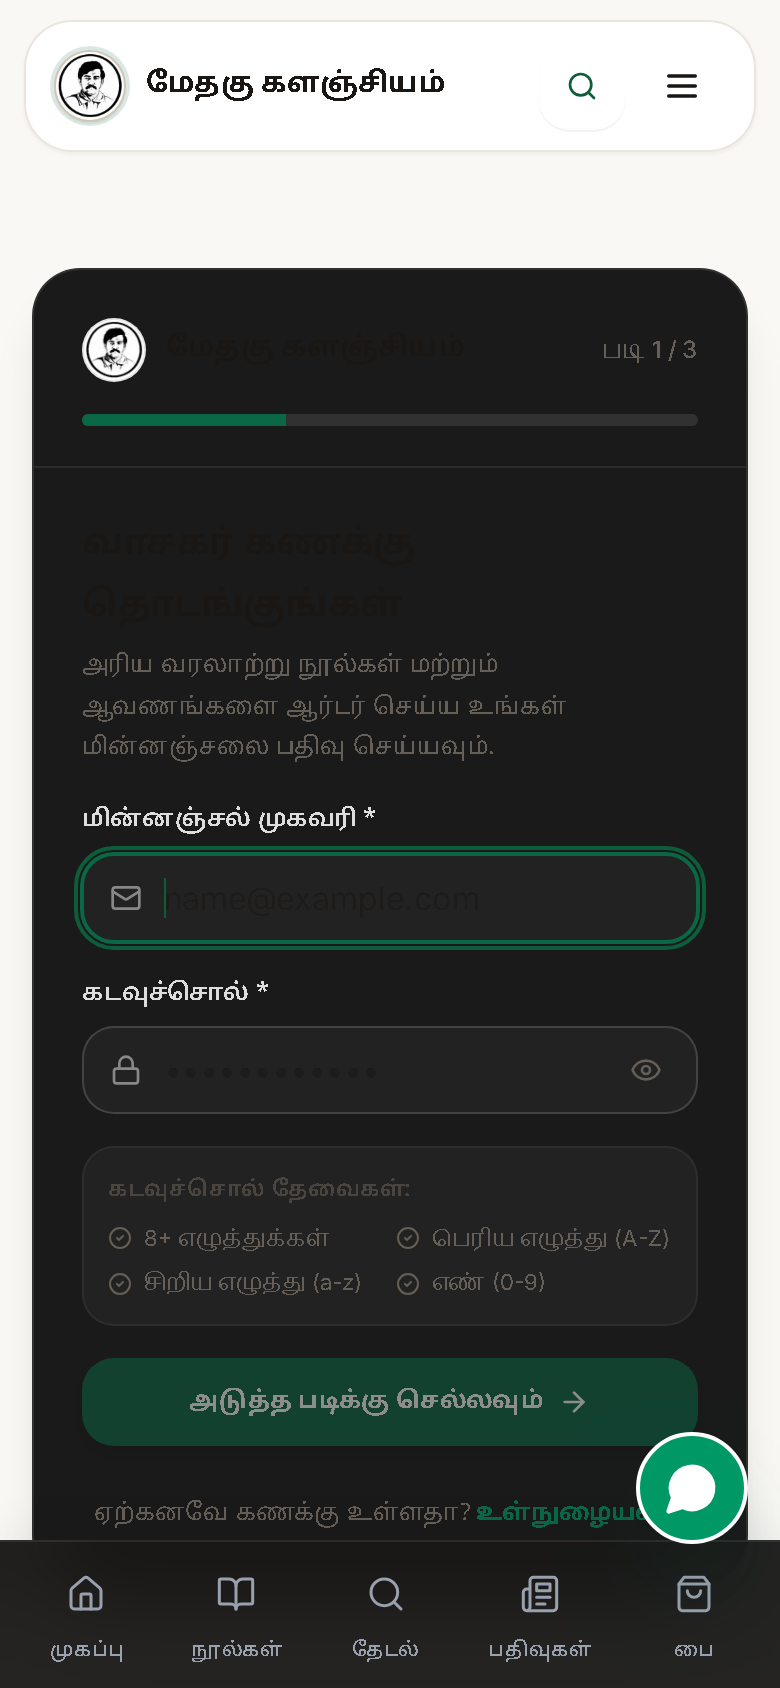 மேதகு களஞ்சியம்
மேதகு களஞ்சியம்
படி 1 / 3
வாசகர் கணக்கு
தொடங்குங்கள்
அரிய வரலாற்று நூல்கள் மற்றும்
ஆவணங்களை ஆர்டர் செய்ய உங்கள்
மின்னஞ்சலை பதிவு செய்யவும்.
மின்னஞ்சல் முகவரி *
name@example.com
கடவுச்சொல் *
கடவுச்சொல் தேவைகள்:
8+ எழுத்துக்கள்
பெரிய எழுத்து (A-Z)
சிறிய எழுத்து (a-z)
எண் (0-9)
அடுத்த படிக்கு செல்லவும்
ஏற்கனவே கணக்கு உள்ளதா?
முகப்பு
நூல்கள்
தேடல்
பதிவுகள்
பை